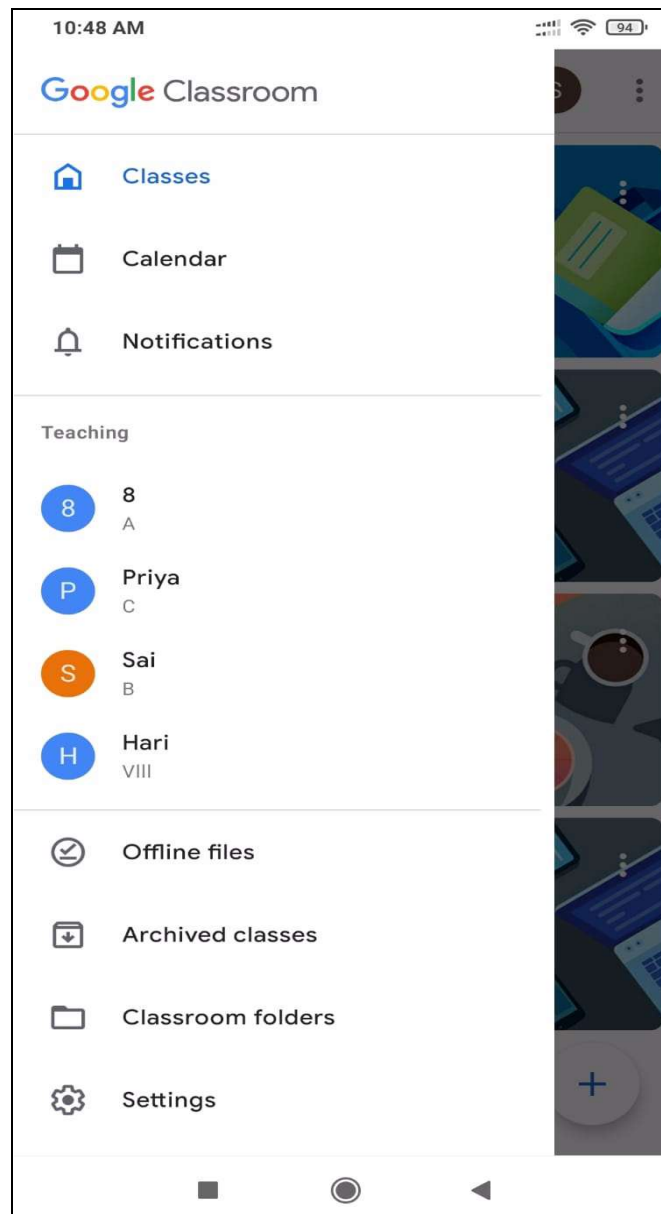 10:48 AM
94
Google Classroom
S
Classes
Calendar
Notifications
Teaching
8
8
A
P
Priya
C
S
Sai
B
H
Hari
VIII
Offline files
Archived classes
Classroom folders
Settings